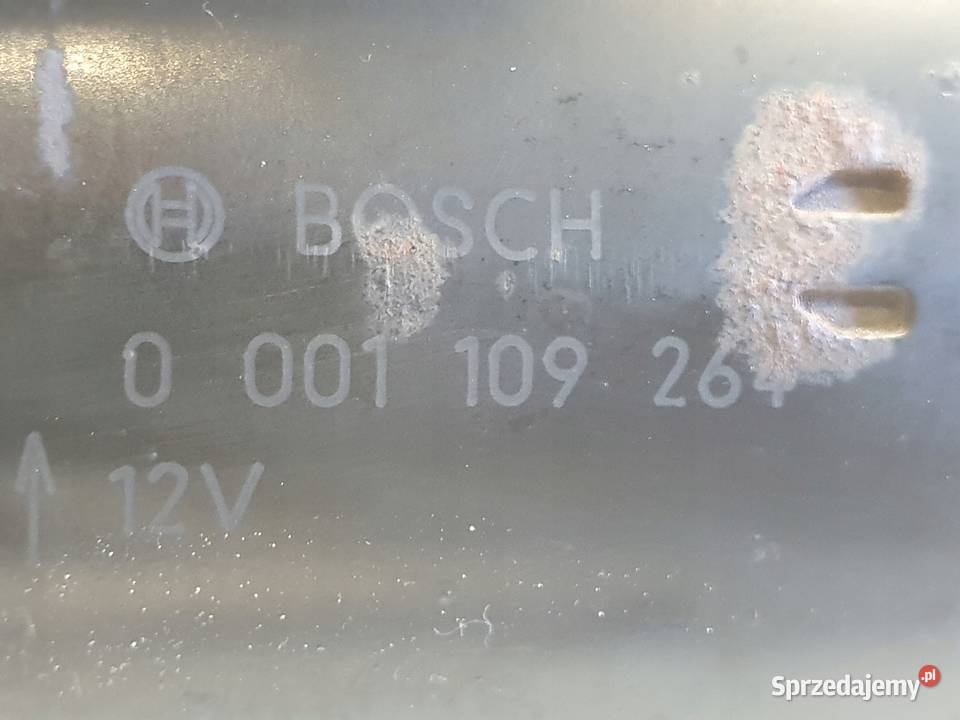 BOSCH
0 001 109 264
12V
Sprzedajemy.pl